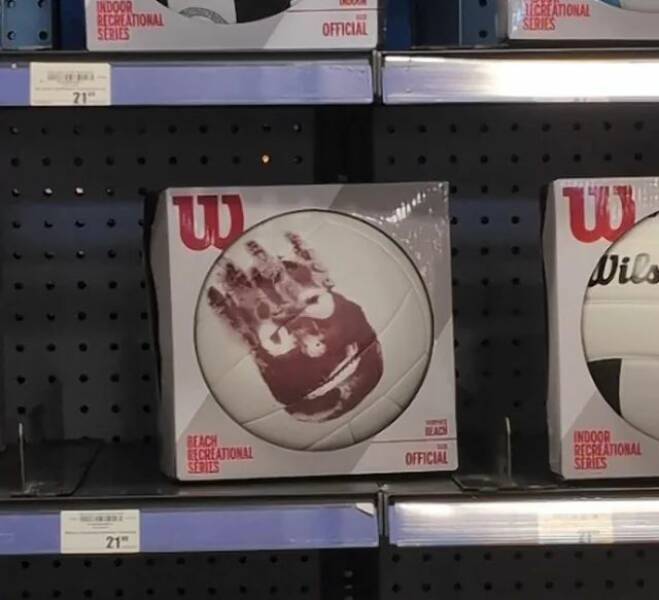 INDOOR
RECREATIONAL
SERIES
OFFICIAL
RECREATIONAL
SERIES
21
W
BEACH
RECREATIONAL
SERIES
BEACH
OFFICIAL
W
Wils
INDOOR
RECREATIONAL
SERIES
21